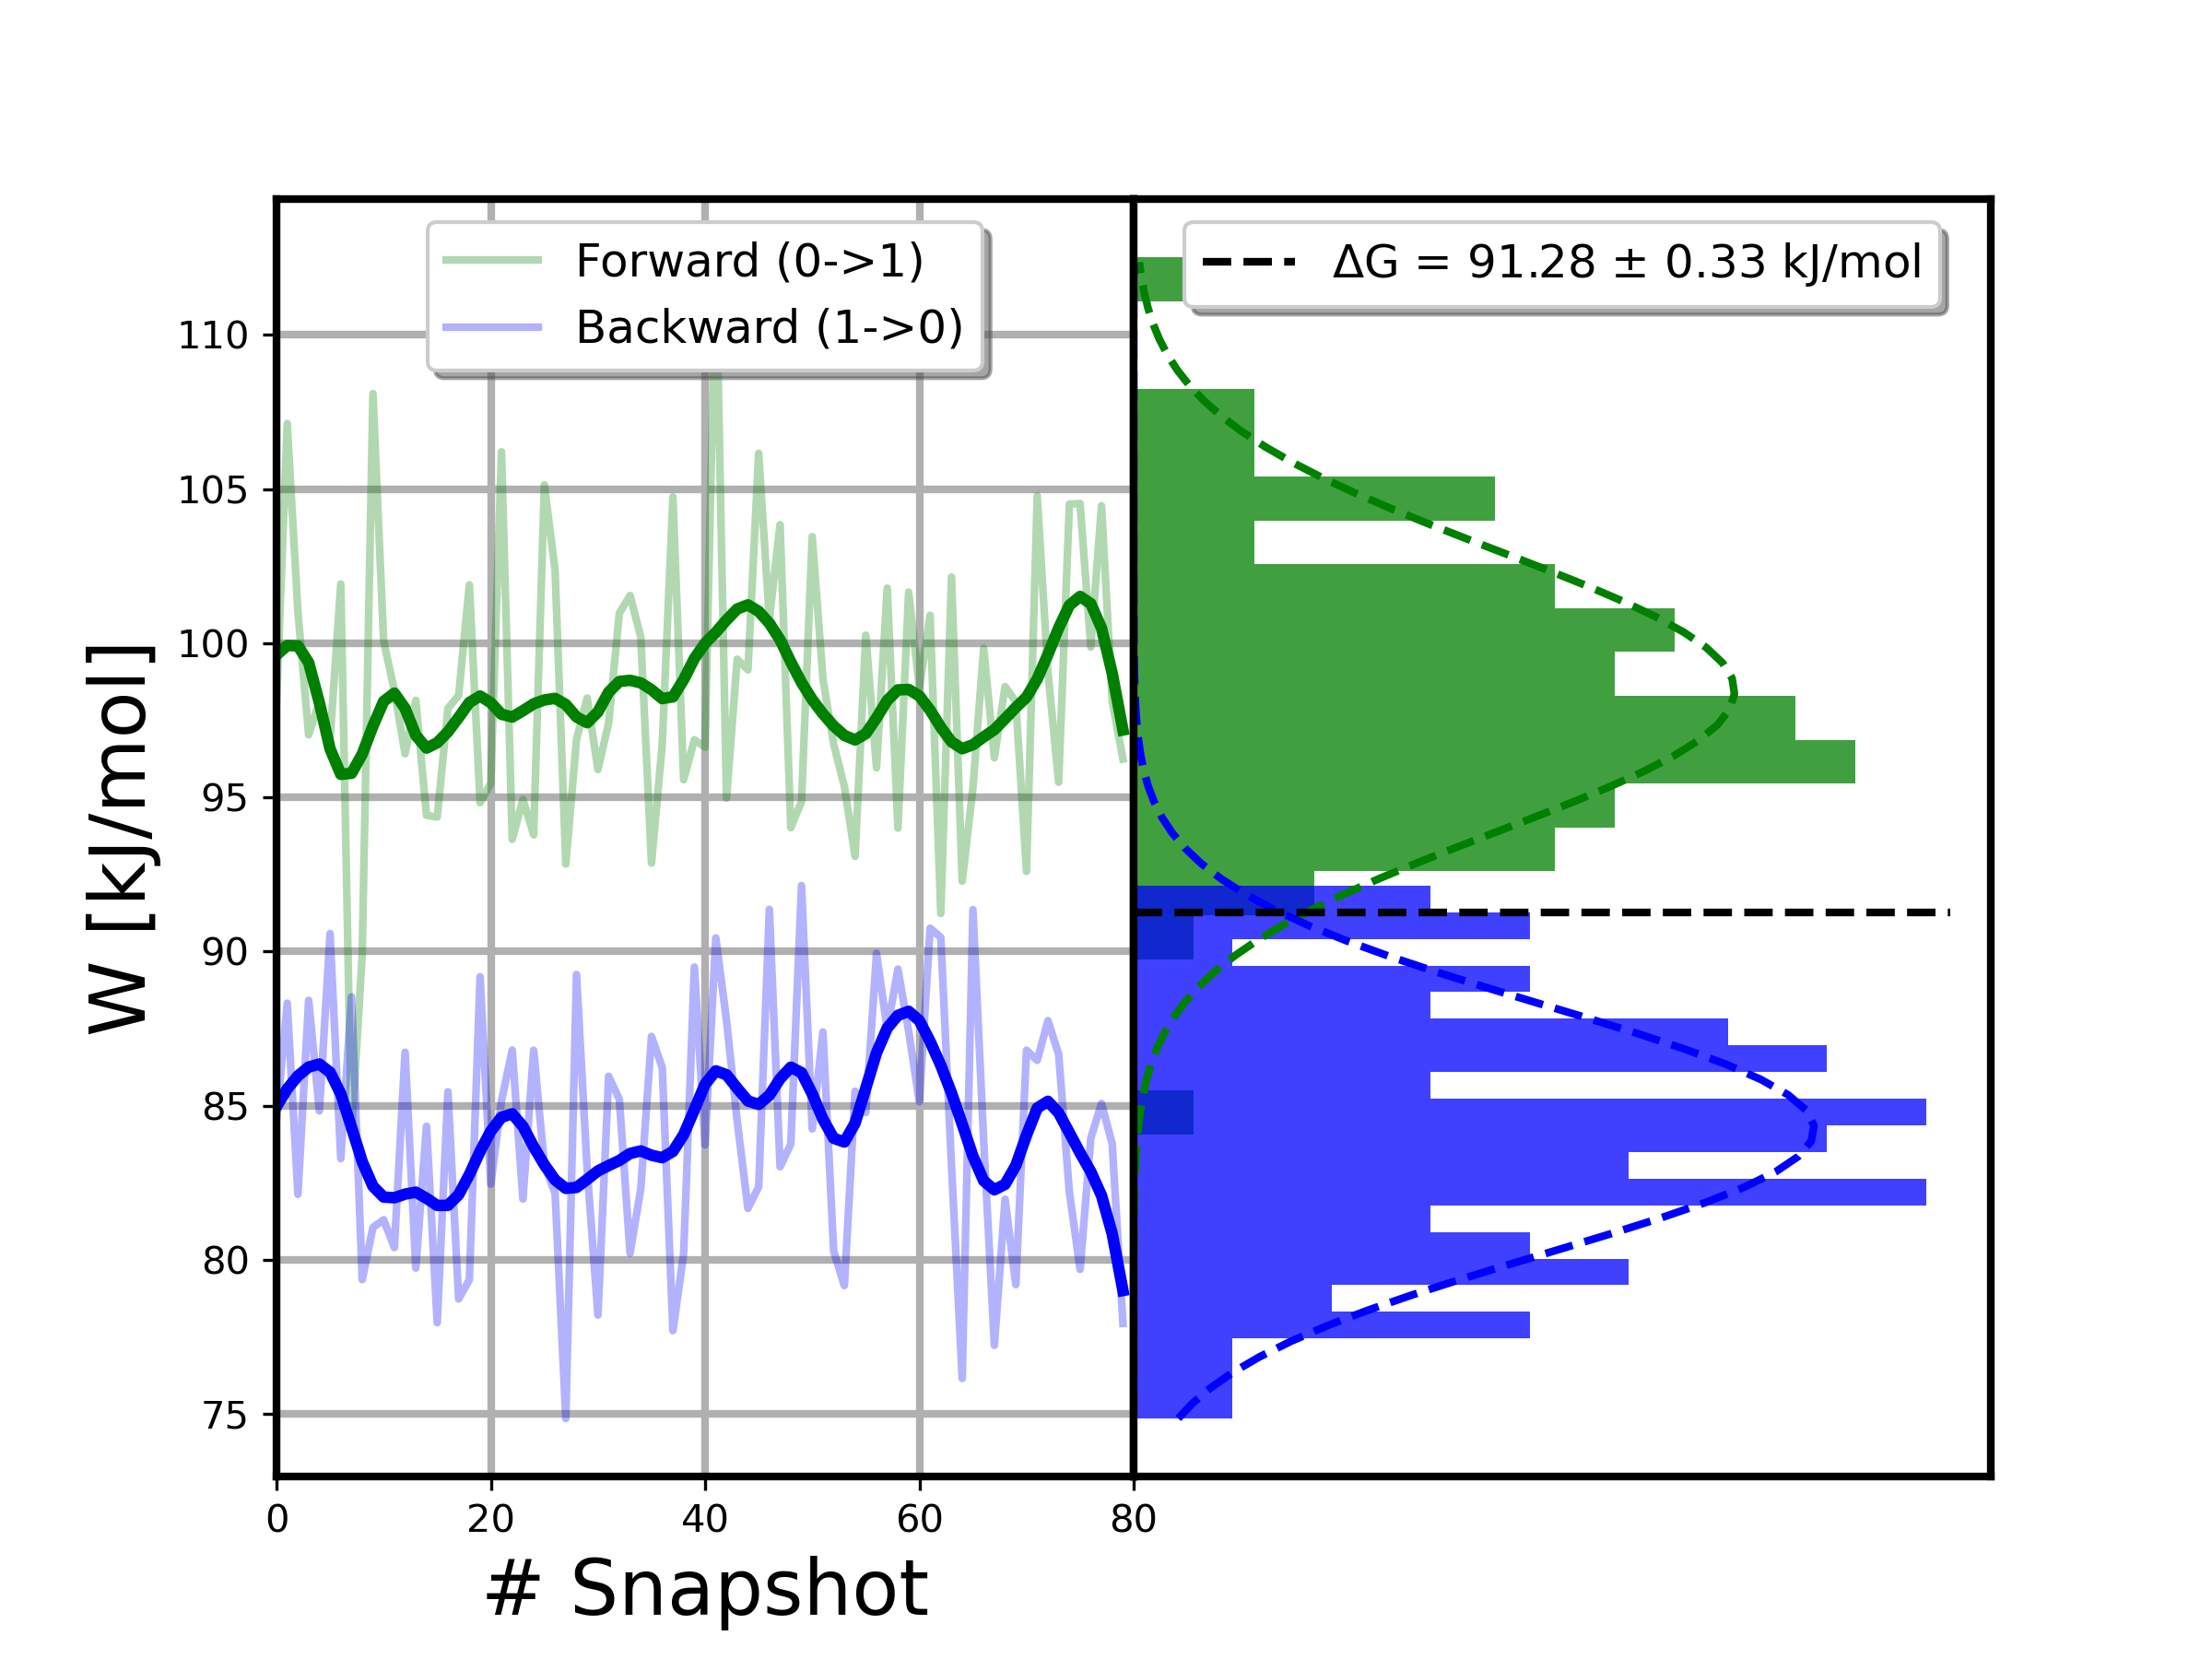 Forward (0->1)
Backward (1->0)
ΔG = 91.28 ± 0.33 kJ/mol
110
105
100
95
90
85
80
75
W [kJ/mol]
0 20 40 60 80
# Snapshot